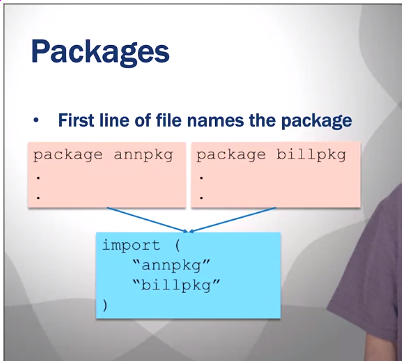 Packages
• First line of file names the package
package annpkg
.
.
package billpkg
.
.
import (
“annpkg”
“billpkg”
)